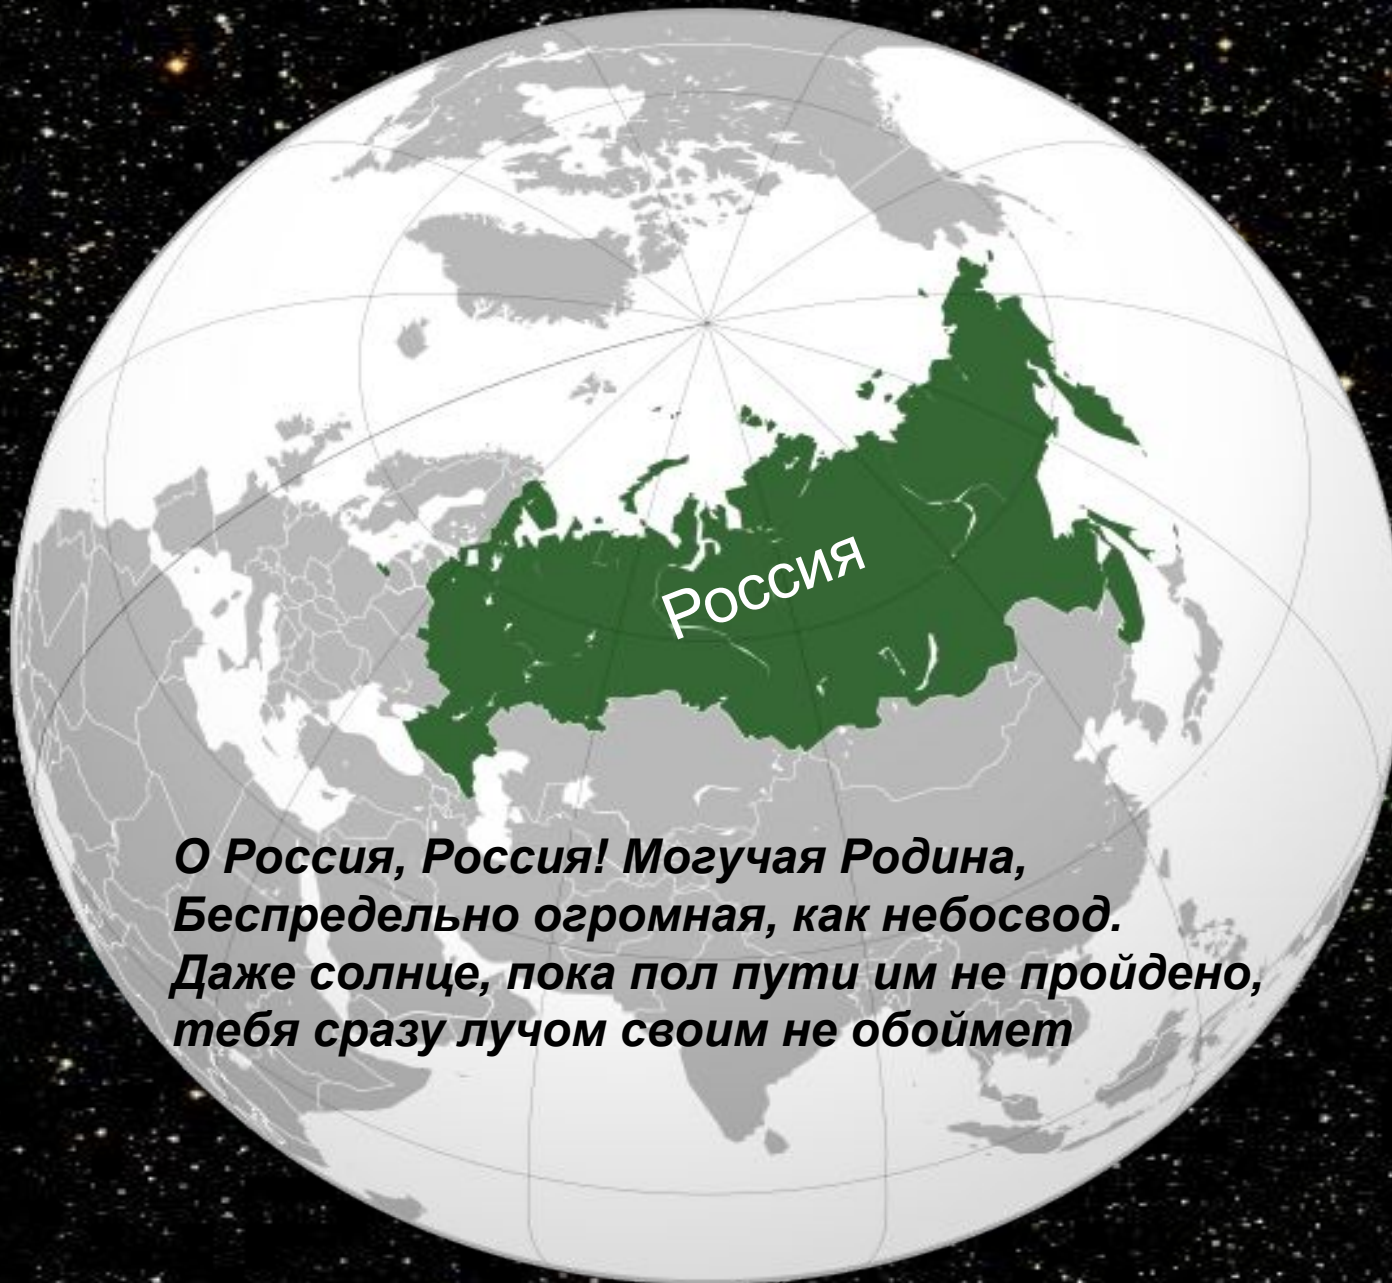 Россия
О Россия, Россия! Могучая Родина,
Беспредельно огромная, как небосвод.
Даже солнце, пока пол пути им не пройдено,
тебя сразу лучом своим не обоймет